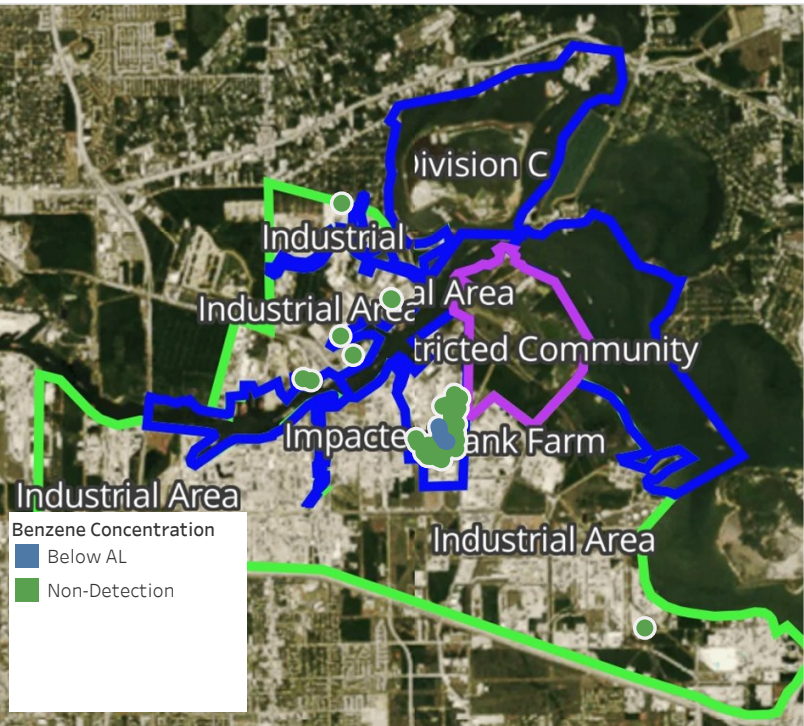 Division C
Industrial
al Area
Industrial Area
tricted Community
Impacte
ank Farm
Industrial Area
Industrial Area
Benzene Concentration
Below AL
Non-Detection